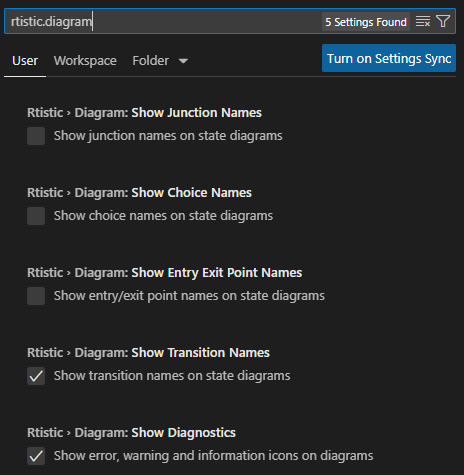 rtistic.diagram
5 Settings Found
User Workspace Folder
Turn on Settings Sync
Rtistic › Diagram: Show Junction Names
Show junction names on state diagrams
Rtistic › Diagram: Show Choice Names
Show choice names on state diagrams
Rtistic › Diagram: Show Entry Exit Point Names
Show entry/exit point names on state diagrams
Rtistic › Diagram: Show Transition Names
Show transition names on state diagrams
Rtistic › Diagram: Show Diagnostics
Show error, warning and information icons on diagrams